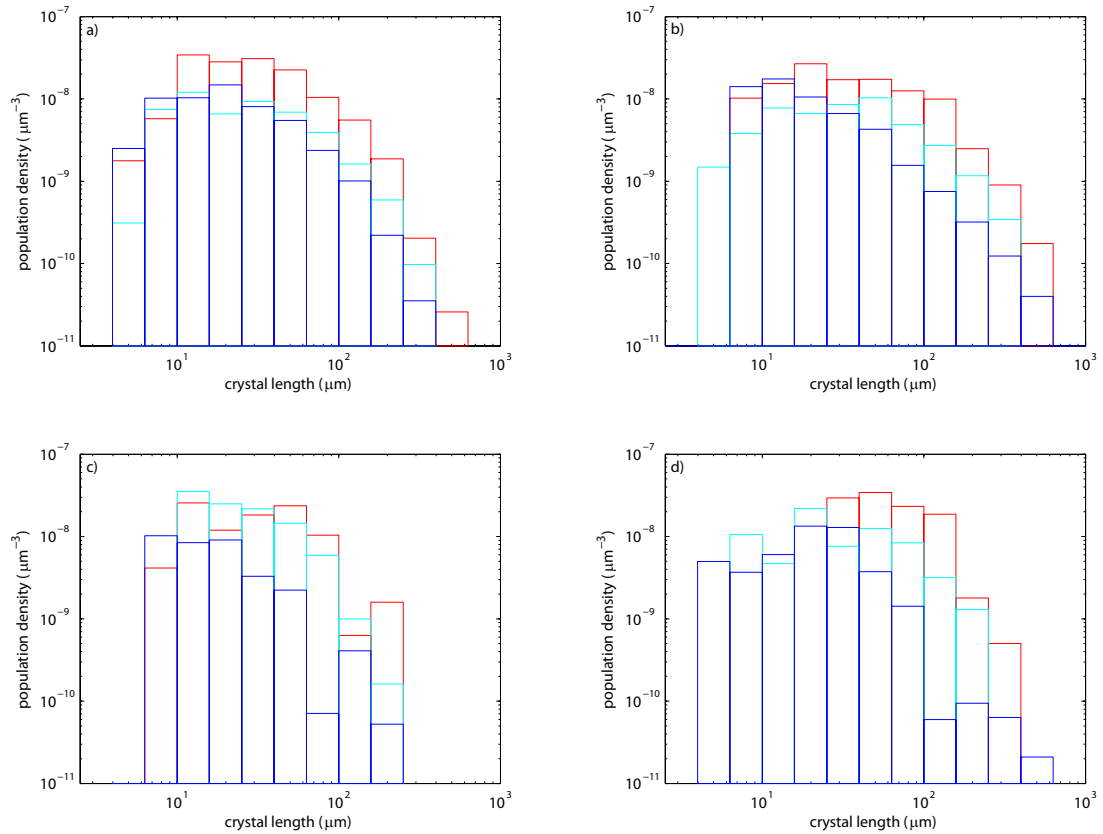 a)
10⁻⁷
10⁻⁸
10⁻⁹
10⁻¹⁰
10⁻¹¹
population density ( μm⁻³)
10¹
10²
10³
crystal length (μm)
b)
10⁻⁷
10⁻⁸
10⁻⁹
10⁻¹⁰
10⁻¹¹
population density ( μm⁻³)
10¹
10²
10³
crystal length (μm)
c)
10⁻⁷
10⁻⁸
10⁻⁹
10⁻¹⁰
10⁻¹¹
population density ( μm⁻³)
10¹
10²
10³
crystal length (μm)
d)
10⁻⁷
10⁻⁸
10⁻⁹
10⁻¹⁰
10⁻¹¹
population density ( μm⁻³)
10¹
10²
10³
crystal length (μm)